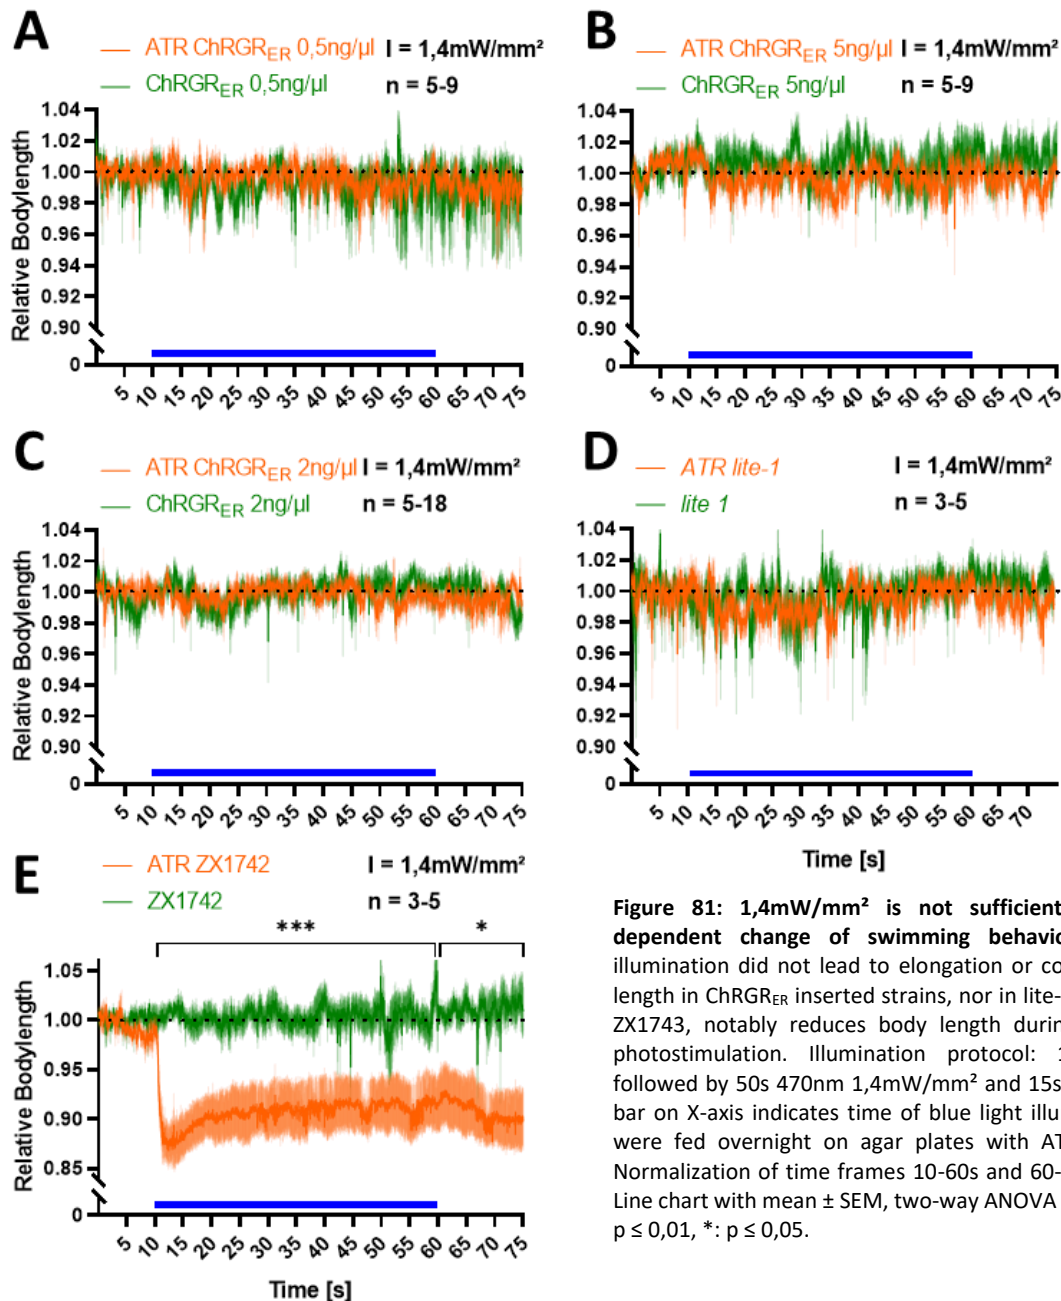 A
ATR ChRGRER 0,5ng/µl I = 1,4mW/mm²
ChRGRER 0,5ng/µl n = 5-9
Relative Bodylength
1.04
1.02
1.00
0.98
0.96
0.94
0.92
0.90
0
5 10 15 20 25 30 35 40 45 50 55 60 65 70 75
B
ATR ChRGRER 5ng/µl I = 1,4mW/mm²
ChRGRER 5ng/µl n = 5-9
1.04
1.02
1.00
0.98
0.96
0.94
0.92
0.90
0
5 10 15 20 25 30 35 40 45 50 55 60 65 70 75
C
ATR ChRGRER 2ng/µl I = 1,4mW/mm²
ChRGRER 2ng/µl n = 5-18
Relative Bodylength
1.04
1.02
1.00
0.98
0.96
0.94
0.92
0.90
0
5 10 15 20 25 30 35 40 45 50 55 60 65 70 75
D
ATR lite-1 I = 1,4mW/mm²
lite 1 n = 3-5
1.04
1.02
1.00
0.98
0.96
0.94
0.92
0.90
0
5 10 15 20 25 30 35 40 45 50 55 60 65 70
Time [s]
E
ATR ZX1742 I = 1,4mW/mm²
ZX1742 n = 3-5
*** *
Relative Bodylength
1.05
1.00
0.95
0.90
0.85
0
5 10 15 20 25 30 35 40 45 50 55 60 65 70 75
Time [s]
Figure 81: 1,4mW/mm² is not sufficient
dependent change of swimming behavio
illumination did not lead to elongation or co
length in ChRGRER inserted strains, nor in lite-
ZX1743, notably reduces body length durin
photostimulation. Illumination protocol: 1
followed by 50s 470nm 1,4mW/mm² and 15s
bar on X-axis indicates time of blue light illu
were fed overnight on agar plates with AT
Normalization of time frames 10-60s and 60-
Line chart with mean ± SEM, two-way ANOVA
p ≤ 0,01, *: p ≤ 0,05.